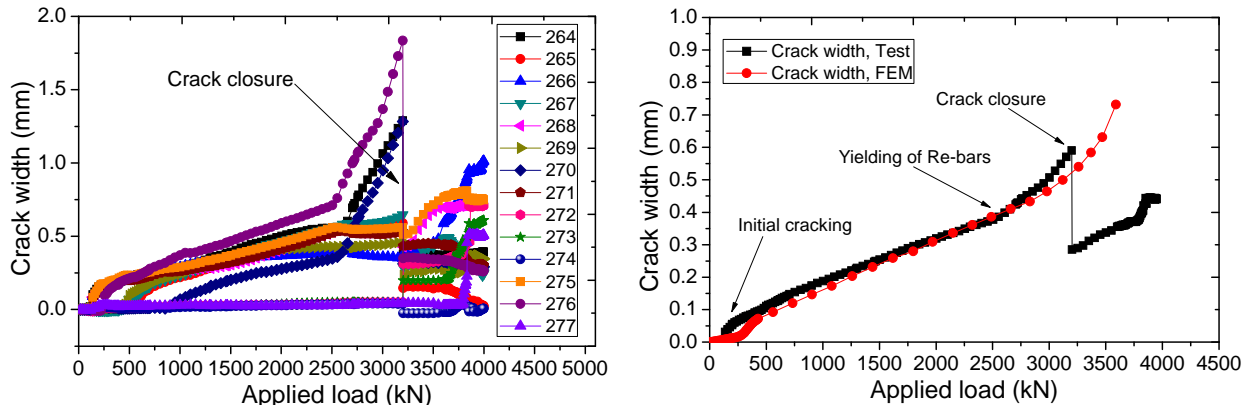 2.0
1.5
1.0
0.5
0.0
Crack width (mm)
0 500 1000 1500 2000 2500 3000 3500 4000 4500 5000
Applied load (kN)
Crack closure
264
265
266
267
268
269
270
271
272
273
274
275
276
277
1.0
0.9
0.8
0.7
0.6
0.5
0.4
0.3
0.2
0.1
0.0
Crack width (mm)
0 500 1000 1500 2000 2500 3000 3500 4000 4500
Applied load (kN)
Crack width, Test
Crack width, FEM
Crack closure
Yielding of Re-bars
Initial cracking